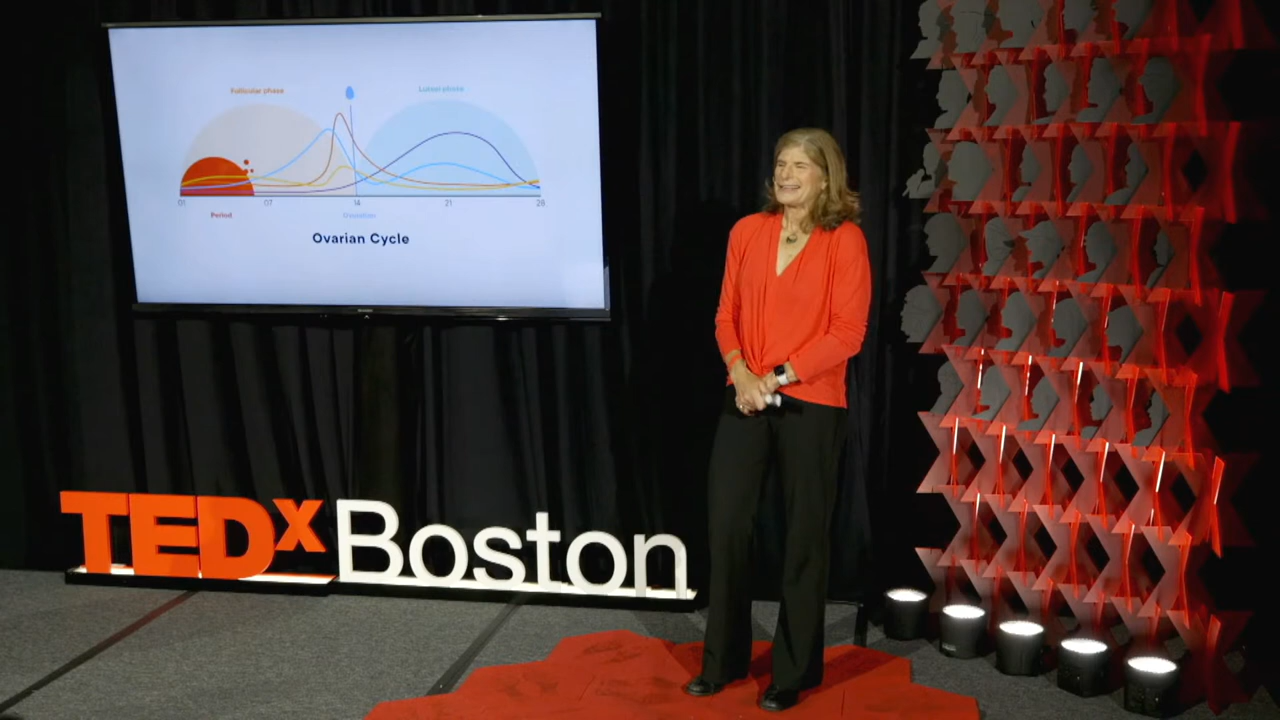 Follicular phase
Luteal phase
01 07 14 21 28
Period
Ovulation
Ovarian Cycle
TEDx Boston